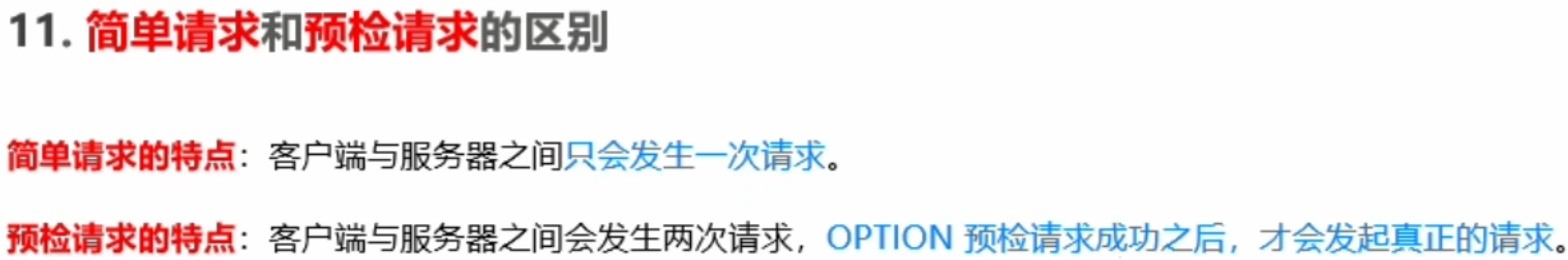 11. 简单请求和预检请求的区别
简单请求的特点：客户端与服务器之间只会发生一次请求。
预检请求的特点：客户端与服务器之间会发生两次请求，OPTION 预检请求成功之后，才会发起真正的请求。